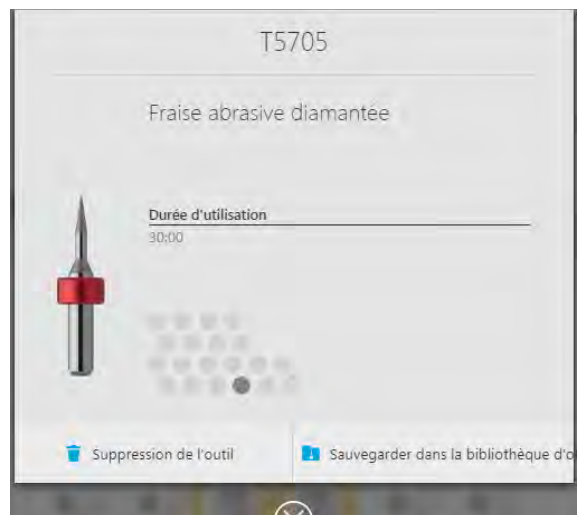 T5705
Fraise abrasive diamantée
Durée d'utilisation
30:00
Suppression de l'outil
Sauvegarder dans la bibliothèque d'o